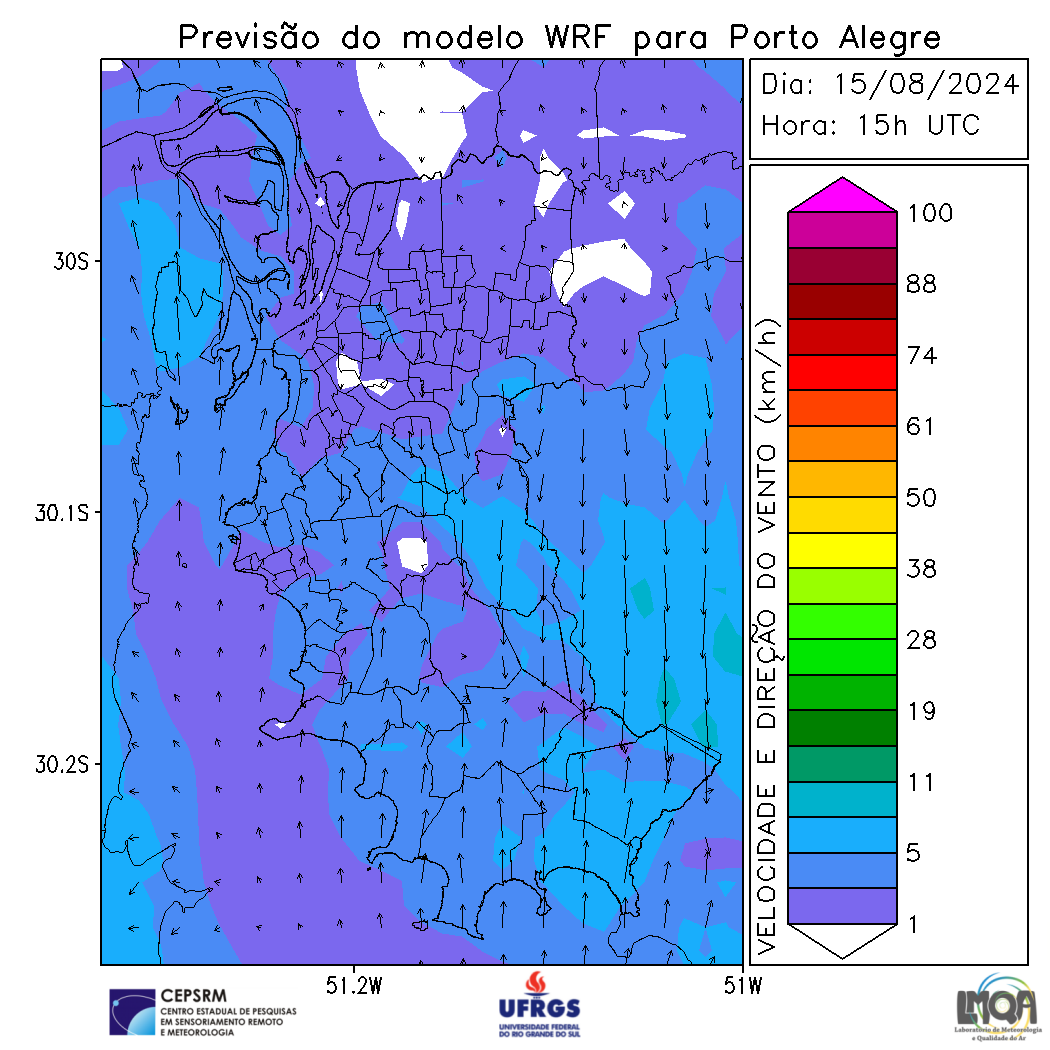 Previsão do modelo WRF para Porto Alegre
Dia: 15/08/2024
Hora: 15h UTC
30S
30.1S
30.2S
51.2W
51W
VELOCIDADE E DIREÇÃO DO VENTO (km/h)
100
88
74
61
50
38
28
19
11
5
1
CEPSRM
CENTRO ESTADUAL DE PESQUISAS
EM SENSORIAMENTO REMOTO
E METEOROLOGIA
UFRGS
UNIVERSIDADE FEDERAL
DO RIO GRANDE DO SUL
LMQA
Laboratório de Meteorologia
e Qualidade do Ar